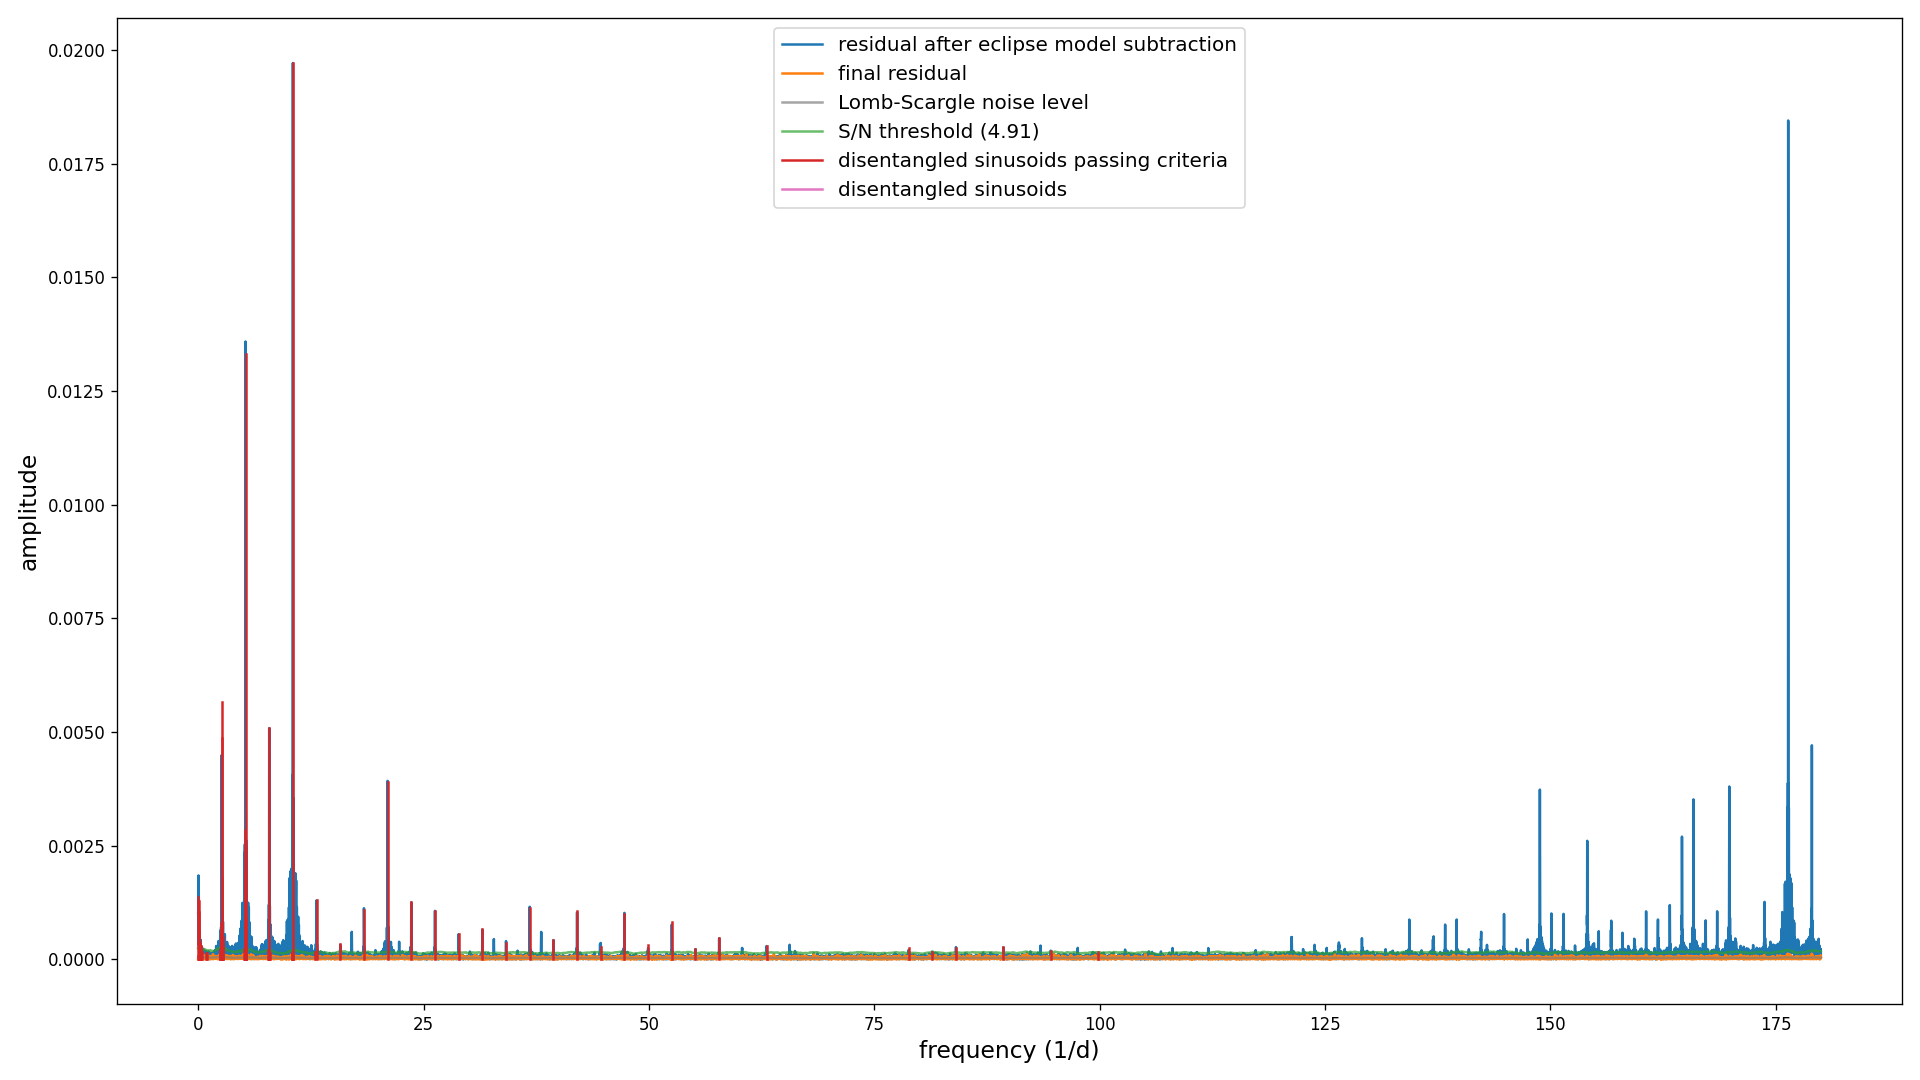 residual after eclipse model subtraction
final residual
Lomb-Scargle noise level
S/N threshold (4.91)
disentangled sinusoids passing criteria
disentangled sinusoids
0.0200
0.0175
0.0150
0.0125
0.0100
0.0075
0.0050
0.0025
0.0000
amplitude
0 25 50 75 100 125 150 175
frequency (1/d)